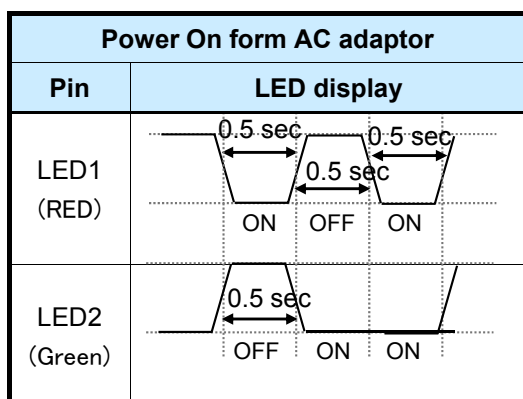 Power On form AC adaptor
Pin LED display
0.5 sec 0.5 sec
LED1
0.5 sec
(RED)
ON OFF ON
0.5 sec
LED2
(Green)
OFF ON ON